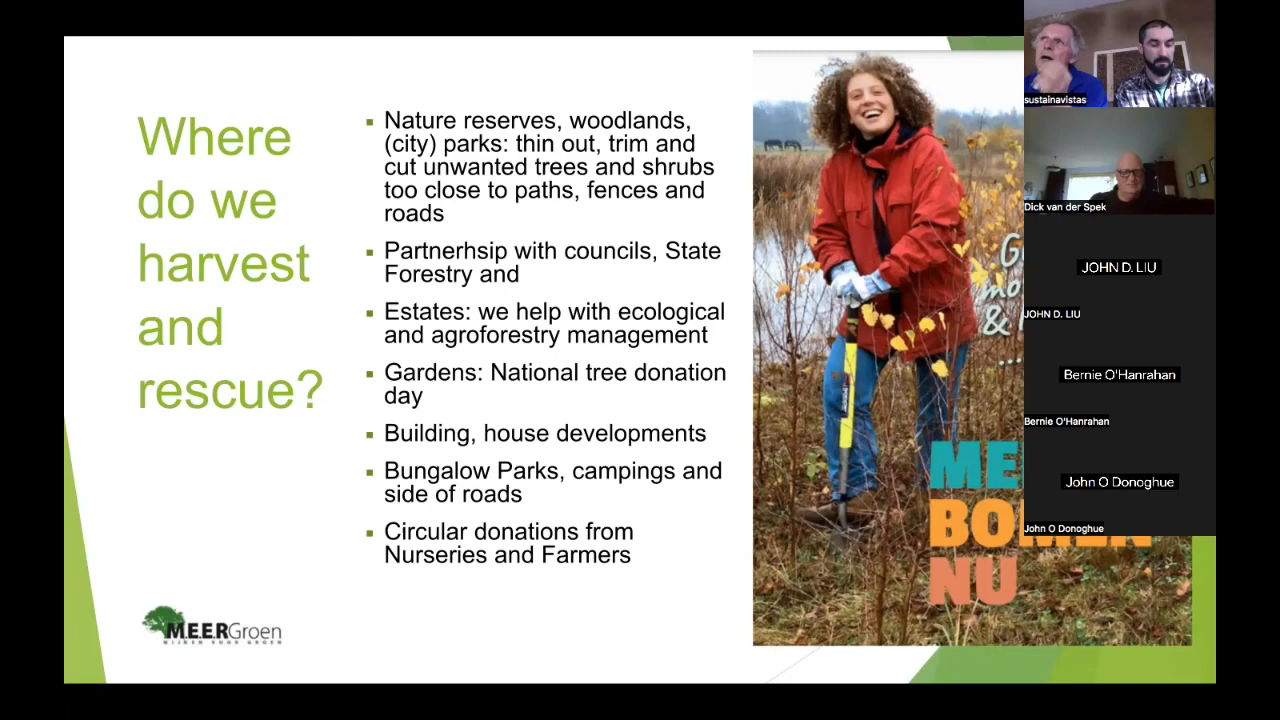 Where
do we
harvest
and
rescue?
▪ Nature reserves, woodlands,
(city) parks: thin out, trim and
cut unwanted trees and shrubs
too close to paths, fences and
roads
▪ Partnerhsip with councils, State
Forestry and
▪ Estates: we help with ecological
and agroforestry management
▪ Gardens: National tree donation
day
▪ Building, house developments
▪ Bungalow Parks, campings and
side of roads
▪ Circular donations from
Nurseries and Farmers
M.E.E.R Groen
BOMEN
NU
sustainavistas
Dick van der Spek
JOHN D. LIU
JOHN D. LIU
Bernie O'Hanrahan
Bernie O'Hanrahan
John O Donoghue
John O Donoghue